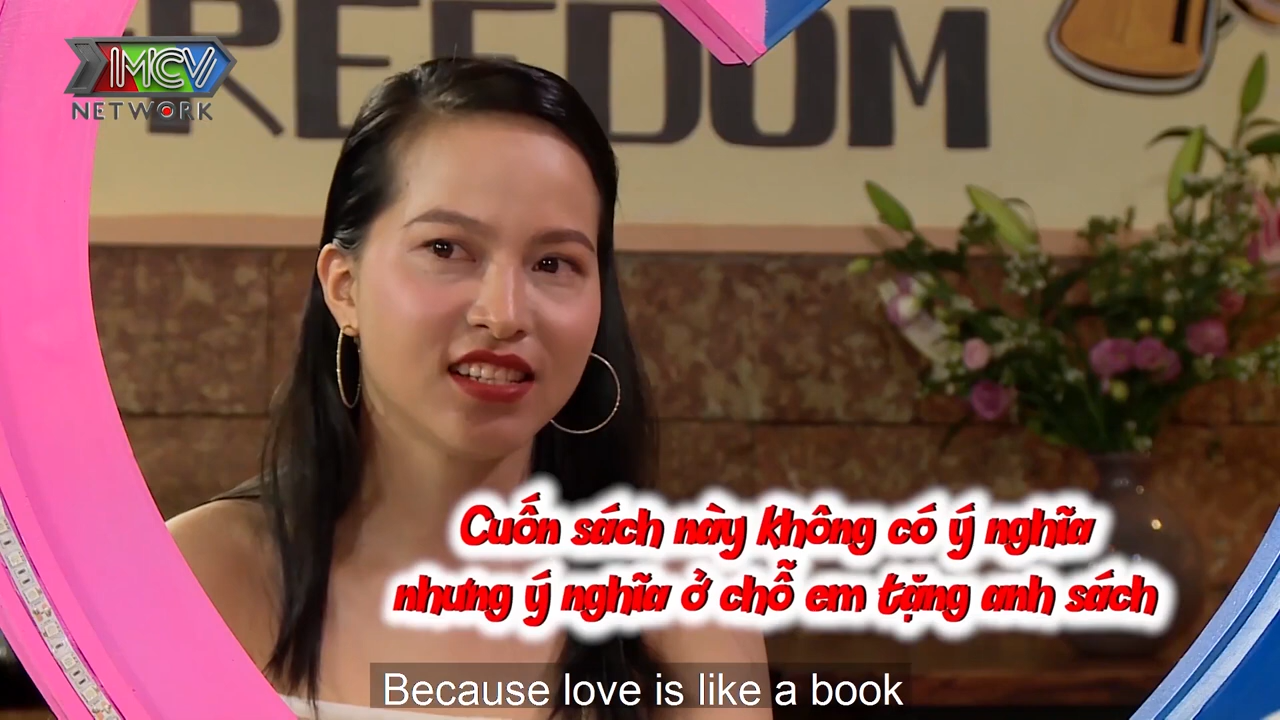 MCV
NETWORK
FREEDOM
Cuốn sách này không có ý nghĩa
nhưng ý nghĩa ở chỗ em tặng anh sách
Because love is like a book